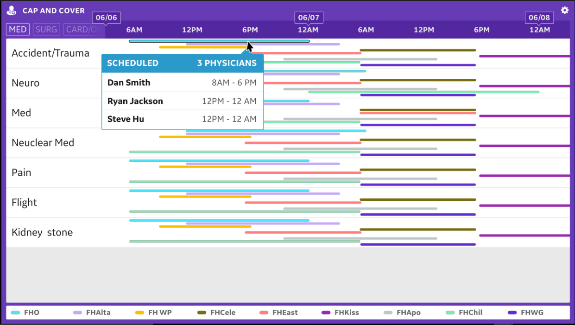 CAP AND COVER
06/06 06/07 06/08
MED SURG CARD/ 6AM 12PM 6PM 12AM 6AM 12PM 6PM 12AM
Accident/Trauma
SCHEDULED 3 PHYSICIANS
Neuro
Dan Smith 8AM - 6 PM
Ryan Jackson 12PM - 12 AM
Med
Steve Hu 12PM - 12 AM
Neuclear Med
Pain
Flight
Kidney stone
FHO FHAlta FH WP FHCele FHEast FHKiss FHApo FHChil FHWG